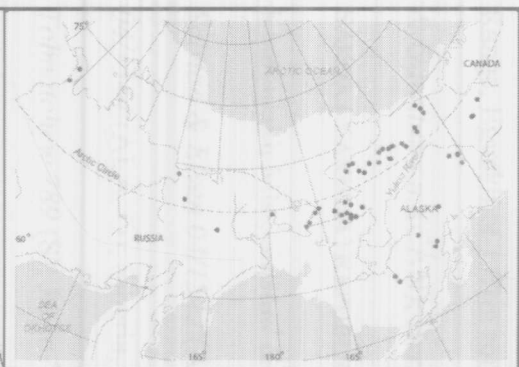 75°
ARCTIC OCEAN
CANADA
Arctic Circle
Yukon River
ALASKA
60°
RUSSIA
SEA
OF
OKHOTSK
165°
180°
165°